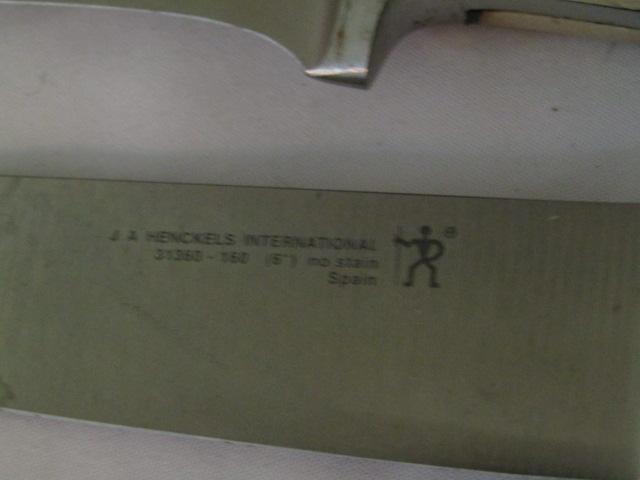 J A HENCKELS INTERNATIONAL
31360-160 (6") no stain
Spain
®